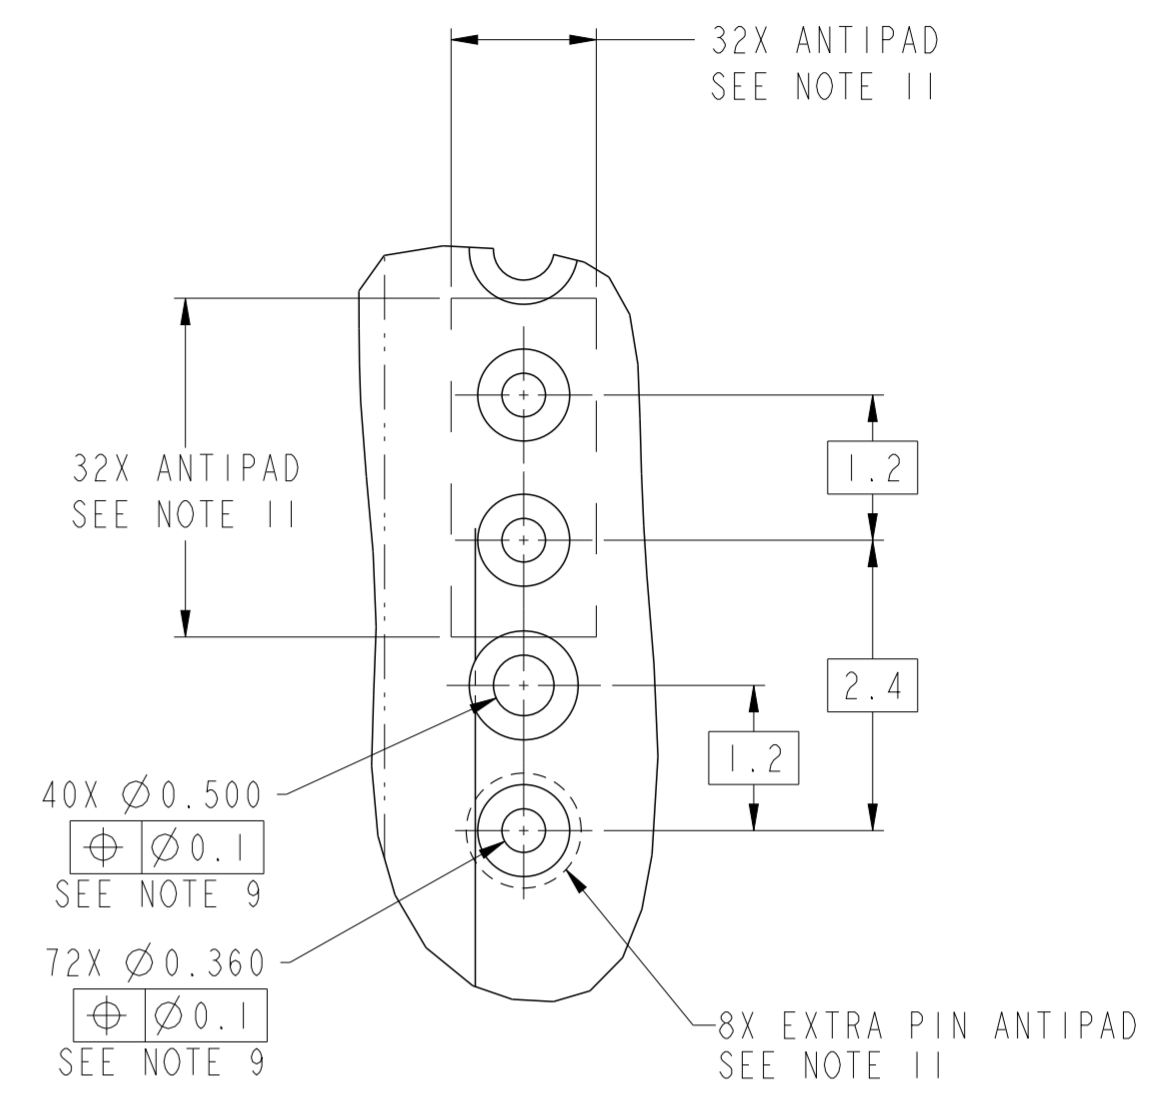 32X ANTIPAD
SEE NOTE 11
32X ANTIPAD
SEE NOTE 11
1.2
2.4
1.2
40X ⌀0.500
⌖ ⌀0.1
SEE NOTE 9
72X ⌀0.360
⌖ ⌀0.1
SEE NOTE 9
8X EXTRA PIN ANTIPAD
SEE NOTE 11